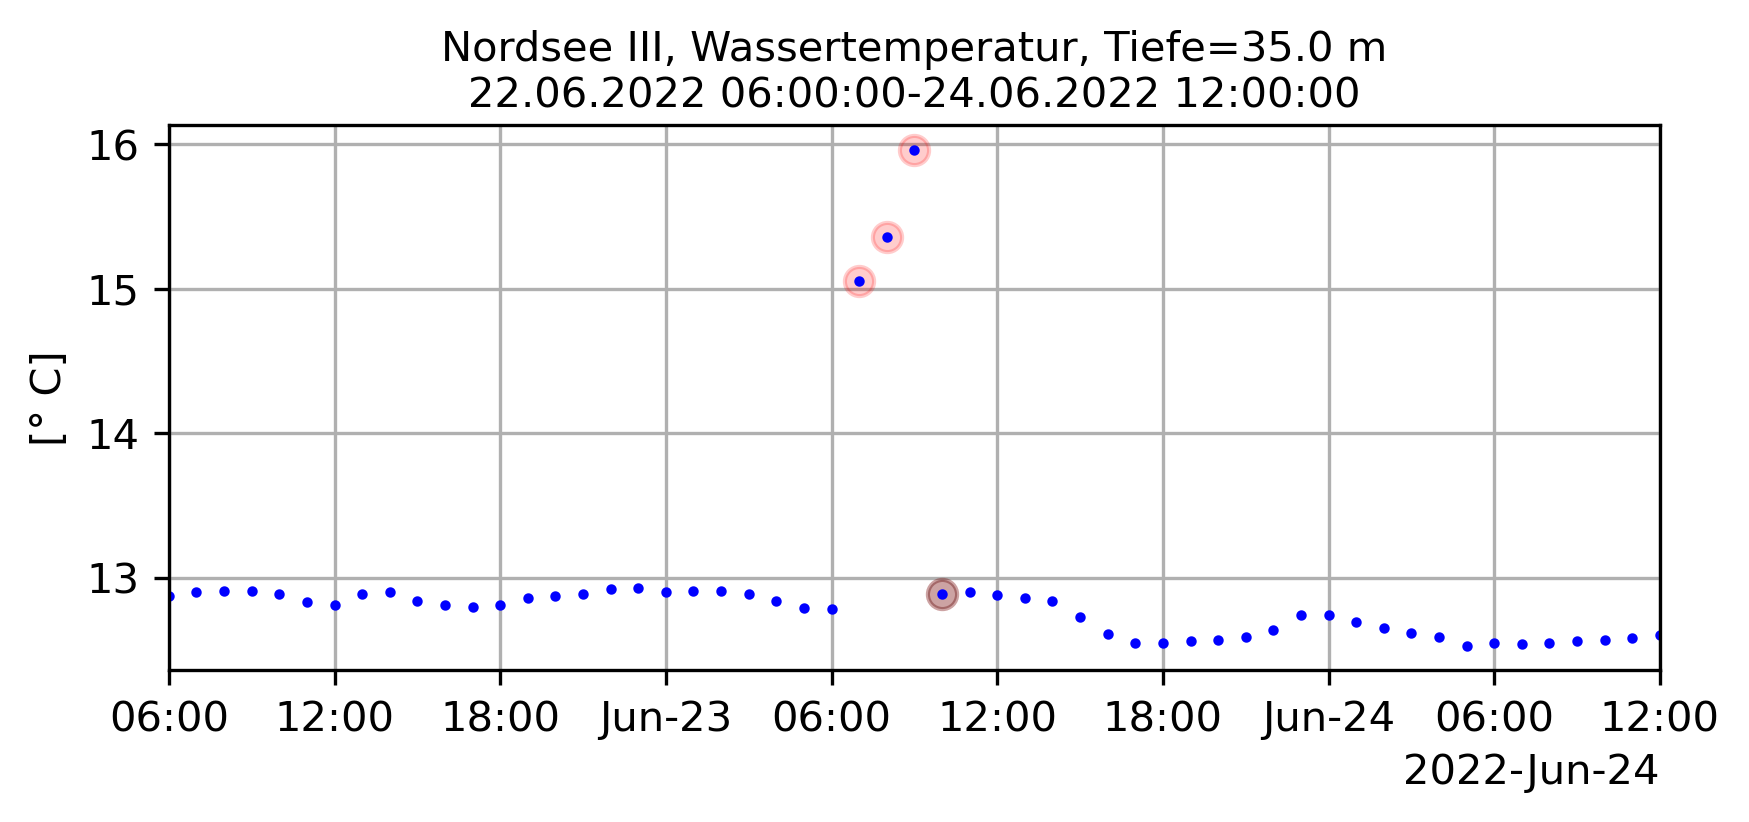 Nordsee III, Wassertemperatur, Tiefe=35.0 m
22.06.2022 06:00:00-24.06.2022 12:00:00
16
15
14
13
[° C]
06:00 12:00 18:00 Jun-23 06:00 12:00 18:00 Jun-24 06:00 12:00
2022-Jun-24